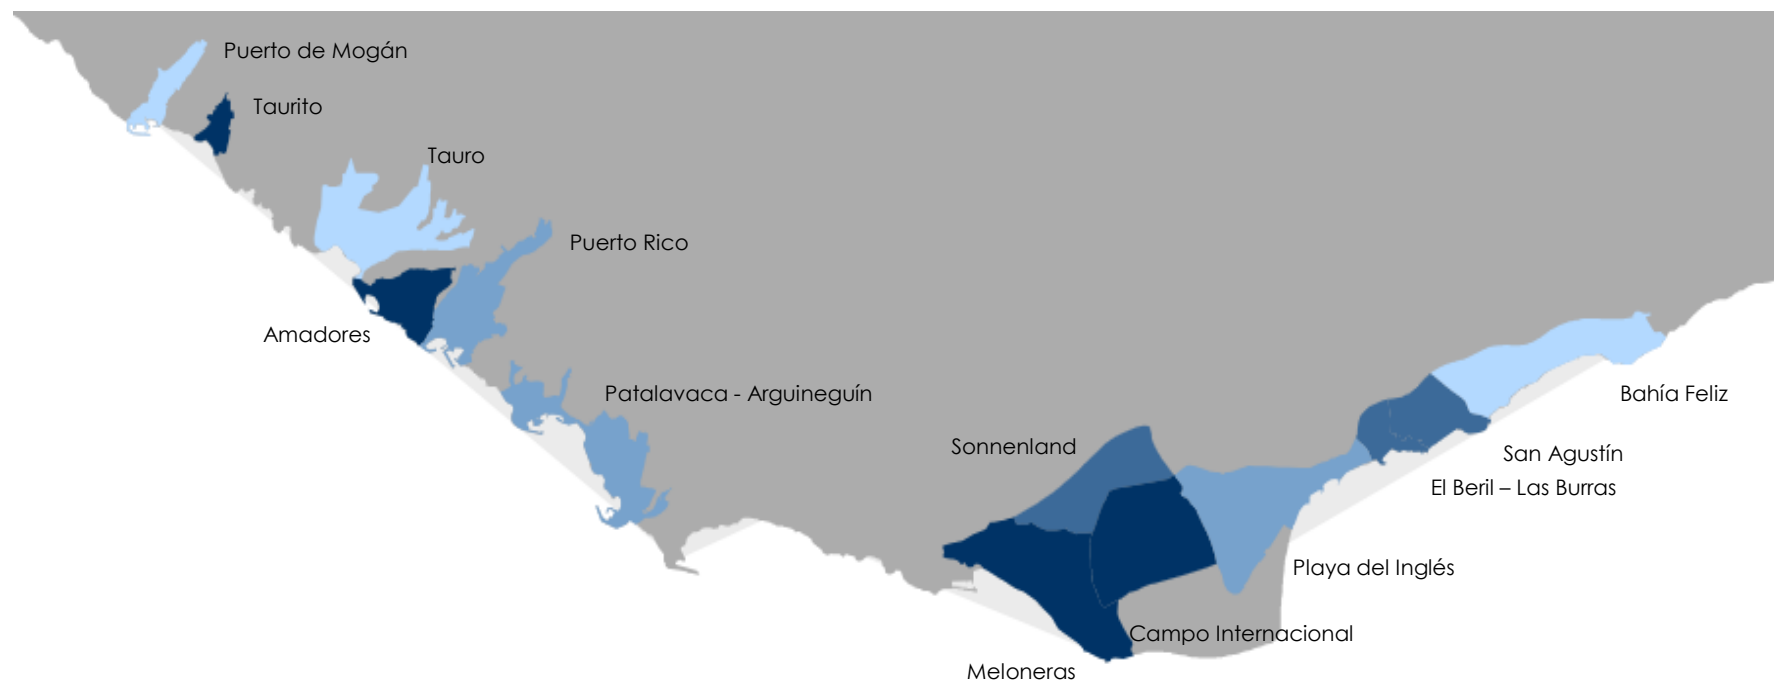 Puerto de Mogán
Taurito
Tauro
Puerto Rico
Amadores
Patalavaca - Arguineguín
Bahía Feliz
Sonnenland
San Agustín
El Beril – Las Burras
Playa del Inglés
Campo Internacional
Meloneras